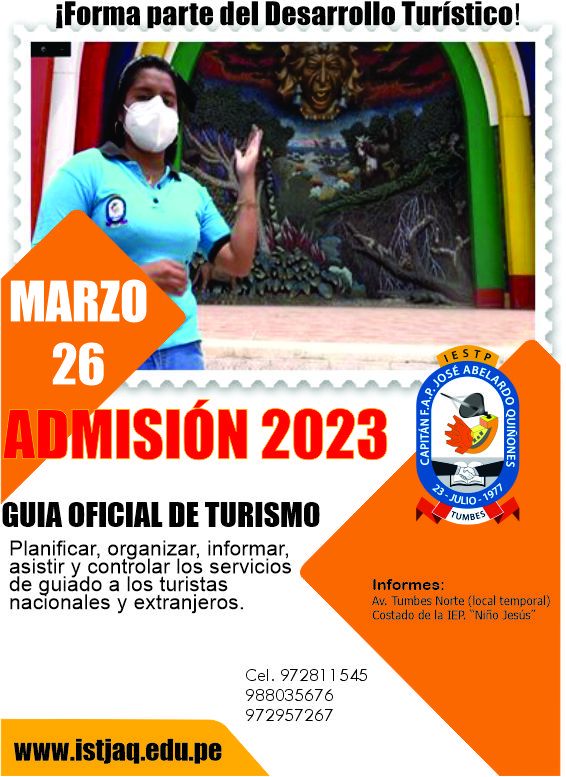 ¡Forma parte del Desarrollo Turístico!
MARZO
26
ADMISIÓN 2023
IESTP
CAPITÁN F.A.P. JOSÉ ABELARDO QUIÑONES
23 - JULIO - 1977
TUMBES
GUIA OFICIAL DE TURISMO
Planificar, organizar, informar,
asistir y controlar los servicios
de guiado a los turistas
nacionales y extranjeros.
Informes:
Av. Tumbes Norte (local temporal)
Costado de la IEP. "Niño Jesús"
Cel. 972811545
988035676
972957267
www.istjaq.edu.pe